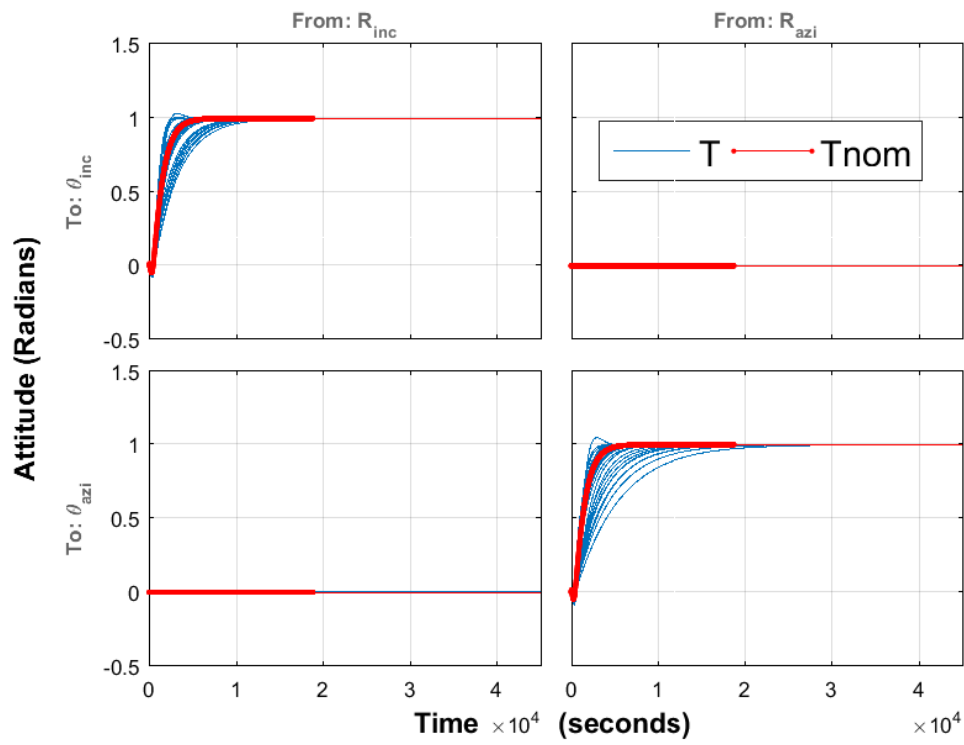 From: R_inc From: R_azi
1.5
1
0.5
0
-0.5
To: θ_inc
T Tnom
Attitude (Radians)
1.5
1
0.5
0
-0.5
To: θ_azi
0 1 2 3 4 0 1 2 3 4
Time ×10^4 (seconds) ×10^4